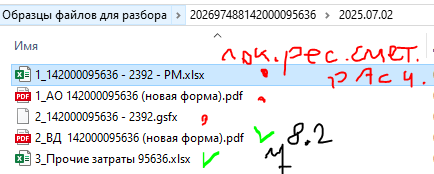 Образцы файлов для разбора > 202697488142000095636 > 2025.07.02
Имя
лок. рес. смет.
расч.
1_142000095636 - 2392 - РМ.xlsx
1_АО 142000095636 (новая форма).pdf
2_142000095636 - 2392.gsfx
8.2
2_ВД 142000095636 (новая форма).pdf
3_Прочие затраты 95636.xlsx